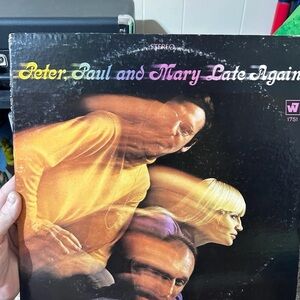 STEREO
Peter, Paul and Mary Late Again
W
1751